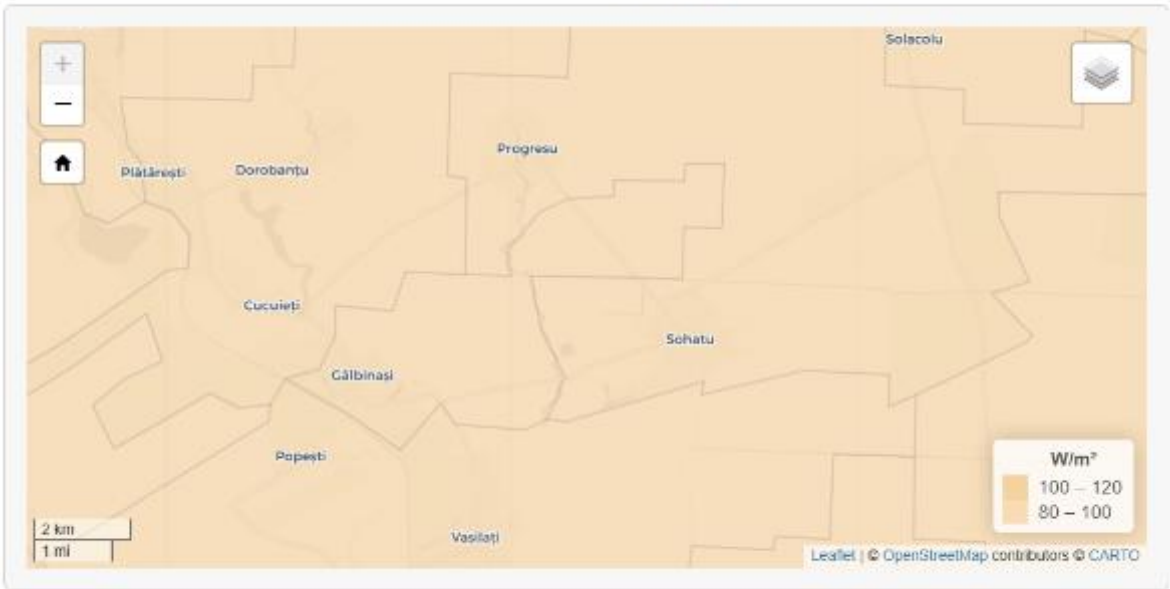 Solacolu
+
−
Progresu
Plătărești
Dorobanțu
Cucuieți
Sohatu
Gălbinași
Popești
W/m²
100 – 120
80 – 100
2 km
1 mi
Vasilați
Leaflet | © OpenStreetMap contributors © CARTO